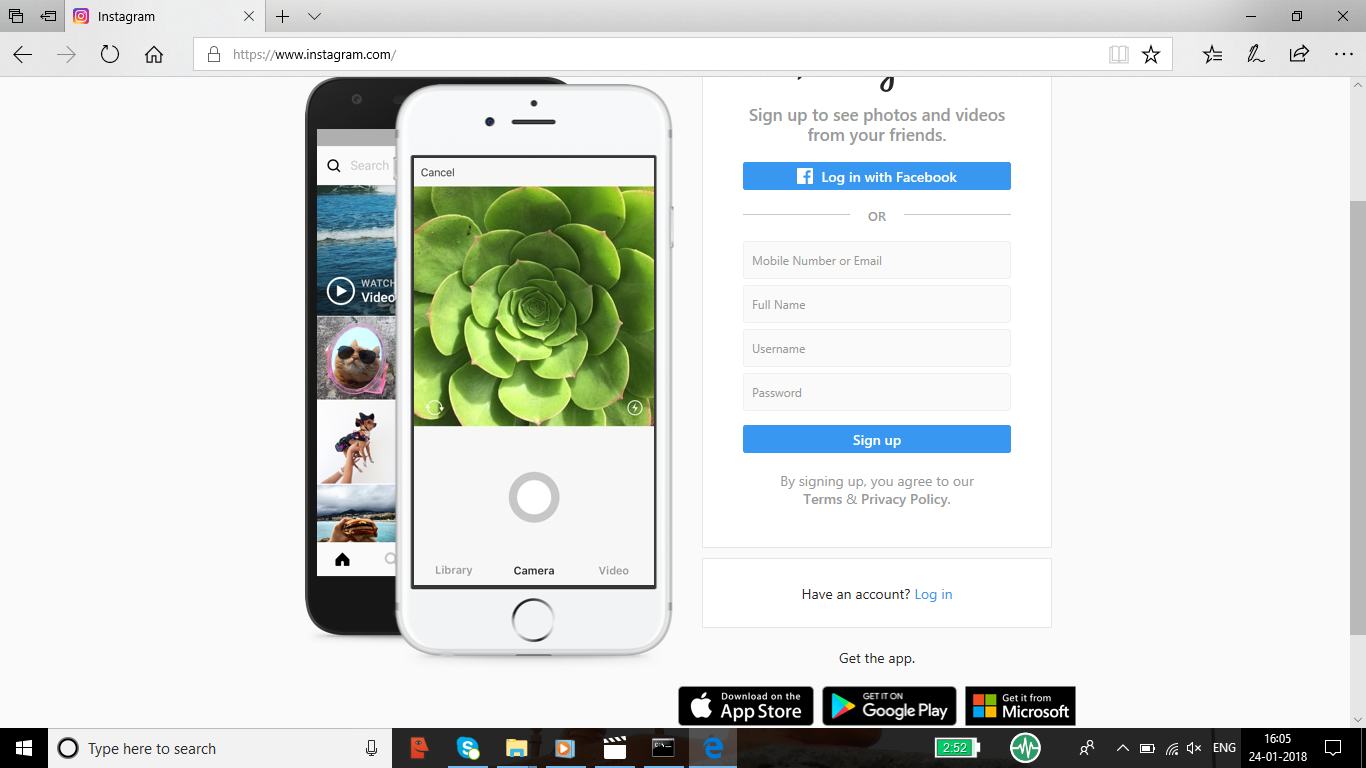 Instagram
https://www.instagram.com/
Sign up to see photos and videos
from your friends.
Log in with Facebook
OR
Mobile Number or Email
Full Name
Username
Password
Sign up
By signing up, you agree to our
Terms & Privacy Policy.
Have an account? Log in
Get the app.
Download on the
App Store
GET IT ON
Google Play
Get it from
Microsoft
Search
WATCH
Video
Cancel
Library
Camera
Video
Type here to search
2:52
ENG
16:05
24-01-2018